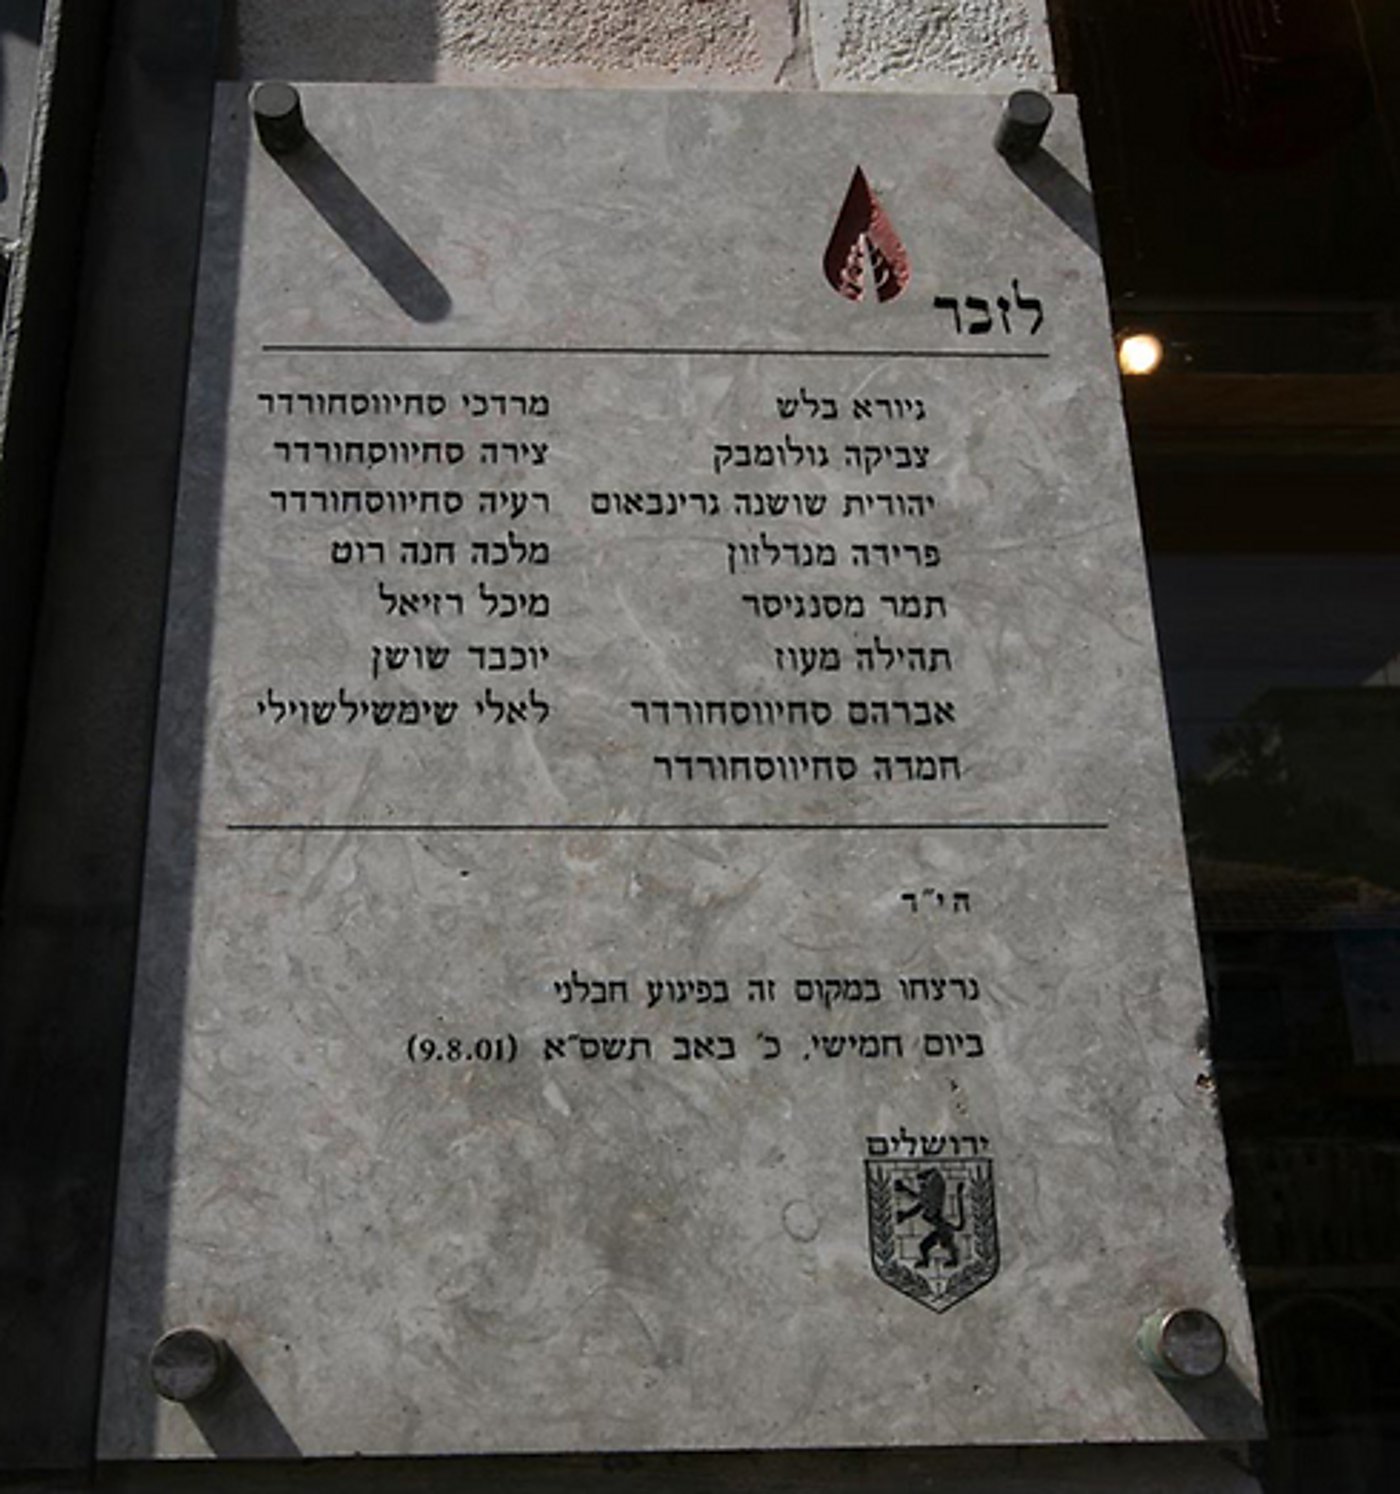 לזכר
גיורא בלש
צביקה גולומבק
יהודית שושנה גרינבאום
פרידה מנדלזון
תמר מסנגיסר
תהילה מעוז
אברהם סחיווסחורדר
חמדה סחיווסחורדר
מרדכי סחיווסחורדר
צירה סחיווסחורדר
רעיה סחיווסחורדר
מלכה חנה רוט
מיכל רזיאל
יוכבד שושן
לאלי שימשילשוילי
הי״ד
נרצחו במקום זה בפיגוע חבלני
ביום חמישי, כ׳ באב תשס״א (9.8.01)
ירושלים